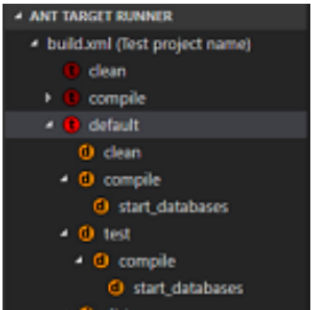 ANT TARGET RUNNER
build.xml (Test project name)
t clean
t compile
t default
d clean
d compile
d start_databases
d test
d compile
d start_databases